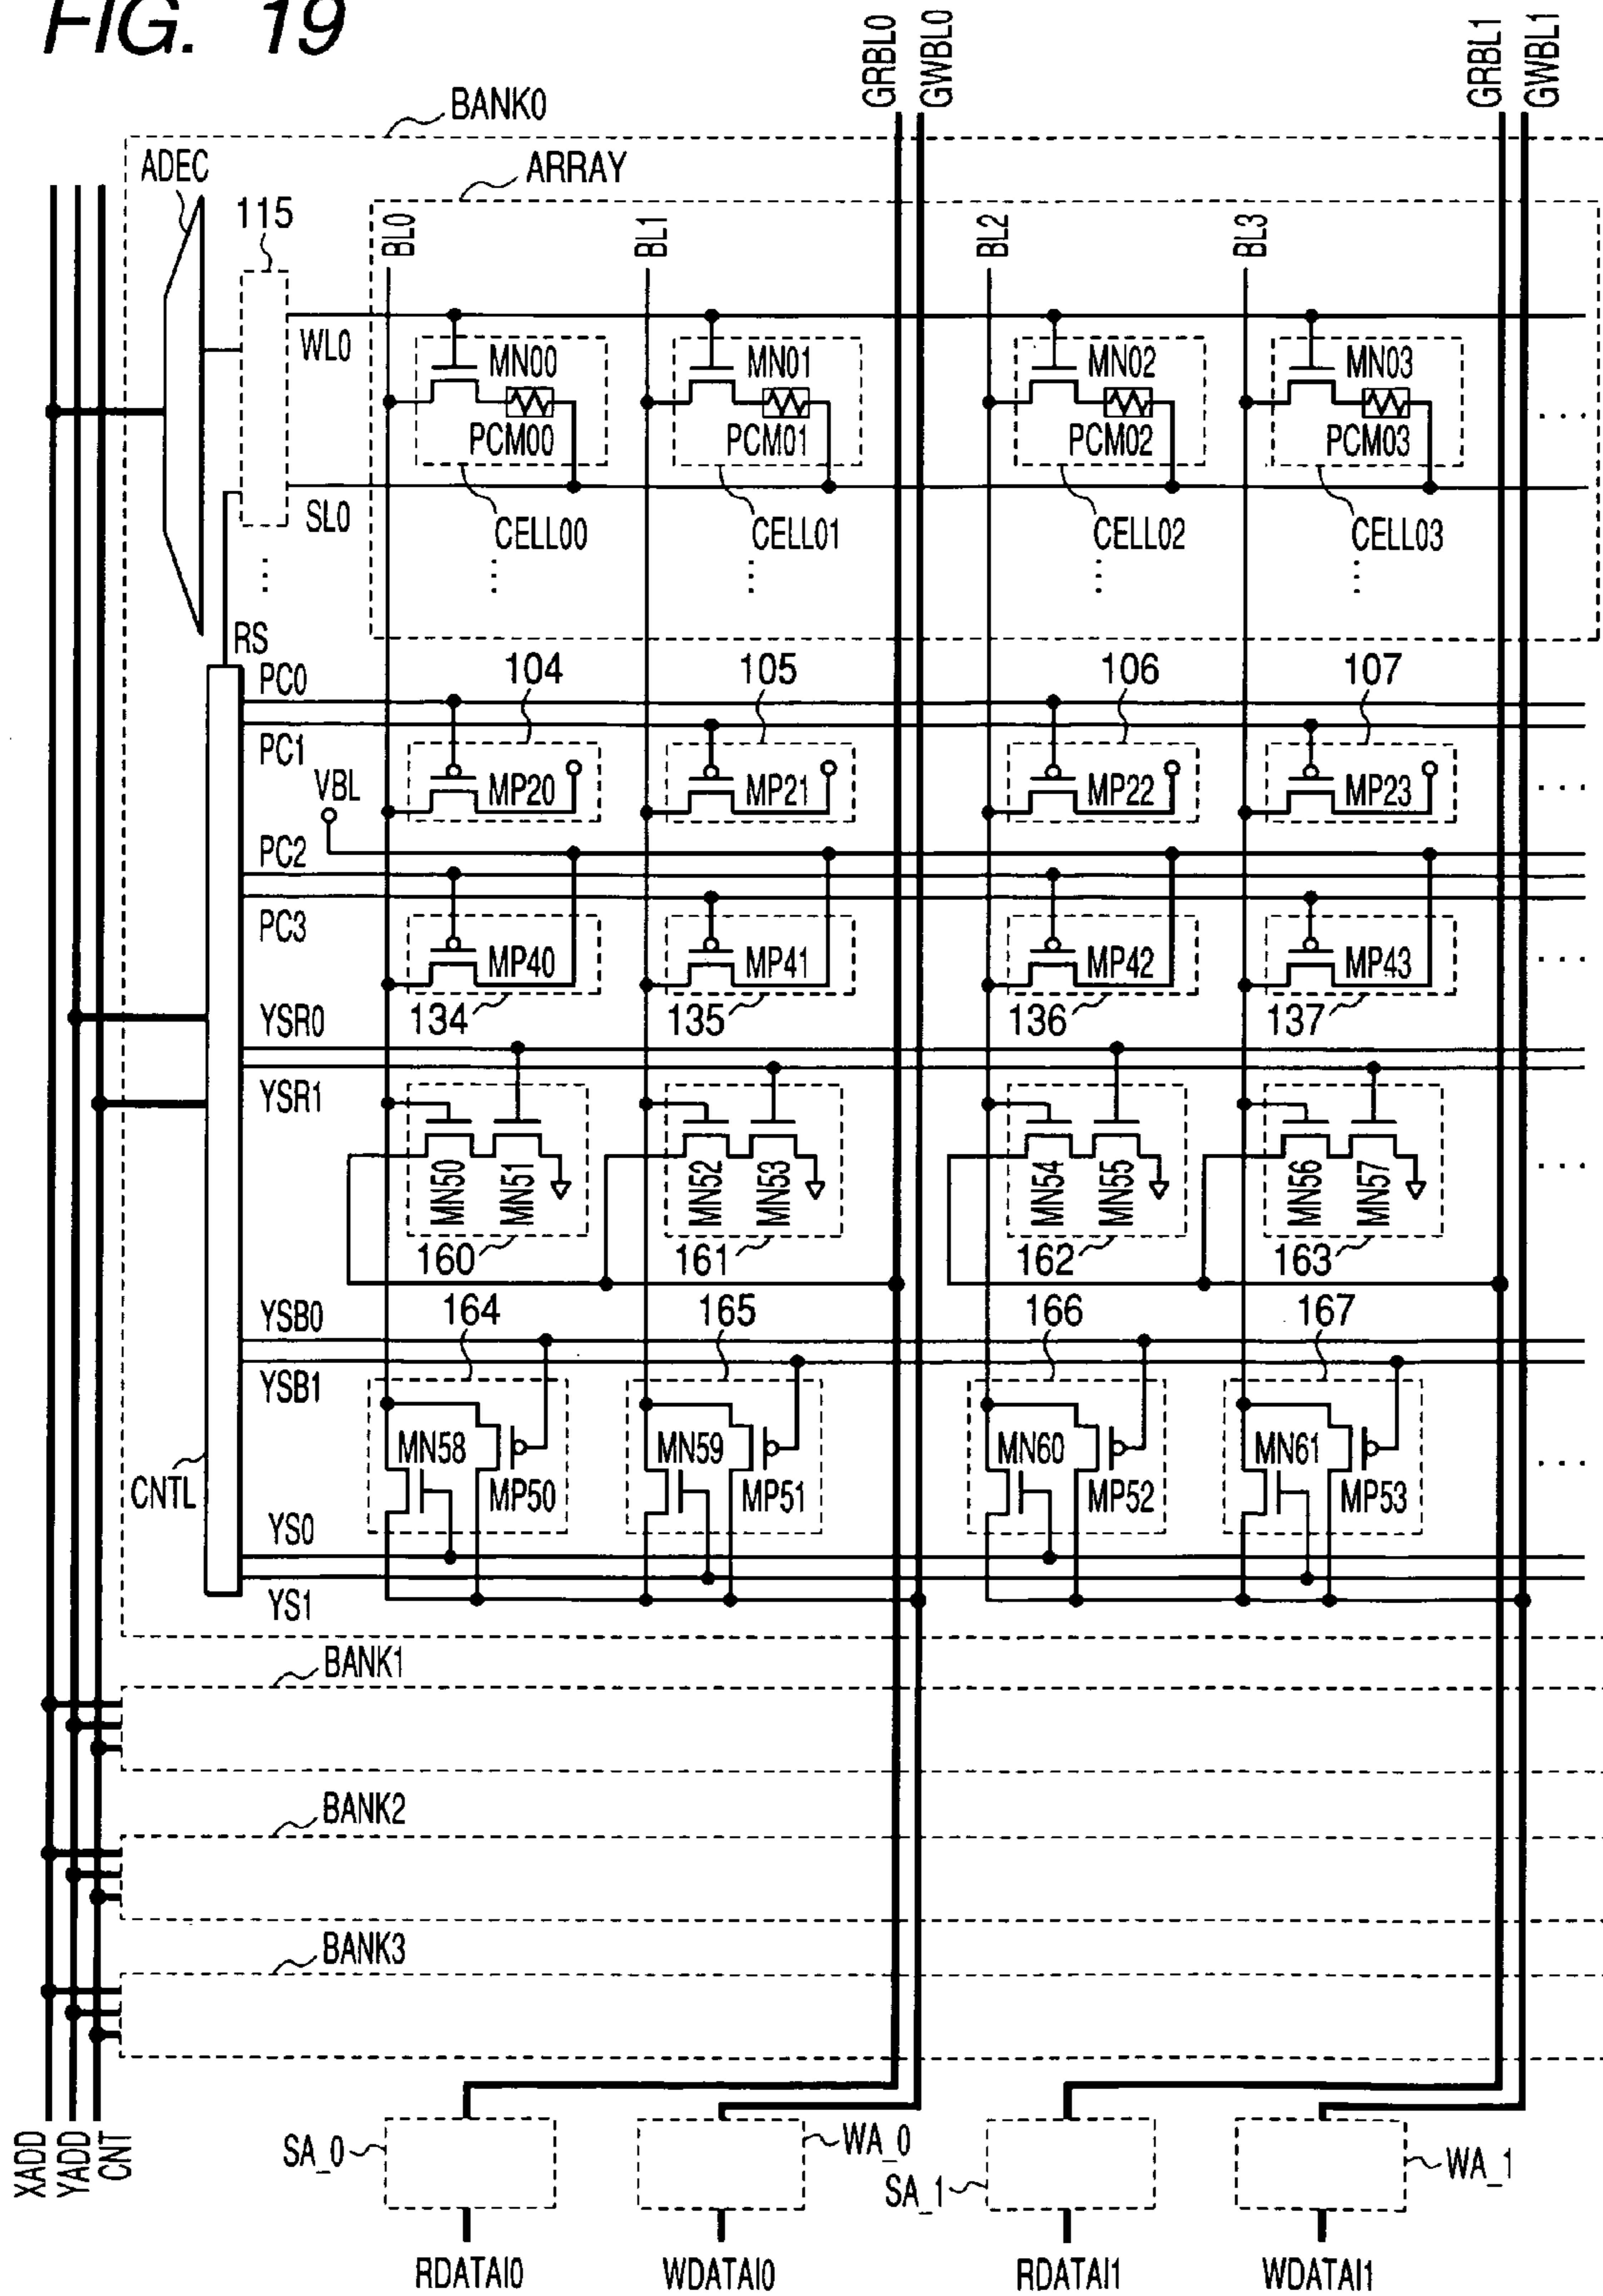 FIG. 19
GRBL0
GWBL0
GRBL1
GWBL1
BANK0
ADEC
ARRAY
115
BL0
BL1
BL2
BL3
WL0
MN00
MN01
MN02
MN03
PCM00
PCM01
PCM02
PCM03
...
SL0
CELL00
CELL01
CELL02
CELL03
...
...
...
...
...
RS
PC0
104
105
106
107
PC1
VBL
MP20
MP21
MP22
MP23
...
PC2
PC3
MP40
MP41
MP42
MP43
...
134
135
136
137
YSR0
YSR1
MN50
MN51
MN52
MN53
MN54
MN55
MN56
MN57
...
160
161
162
163
YSB0
164
165
166
167
YSB1
MN58
MN59
MN60
MN61
...
CNTL
MP50
MP51
MP52
MP53
YS0
YS1
BANK1
BANK2
BANK3
XADD
YADD
CNT
SA_0
WA_0
SA_1
WA_1
RDATAI0
WDATAI0
RDATAI1
WDATAI1